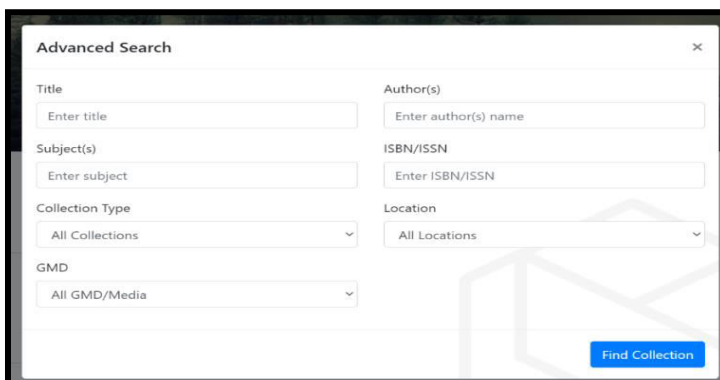 Advanced Search ×
Title Author(s)
Enter title Enter author(s) name
Subject(s) ISBN/ISSN
Enter subject Enter ISBN/ISSN
Collection Type Location
All Collections All Locations
GMD
All GMD/Media
Find Collection